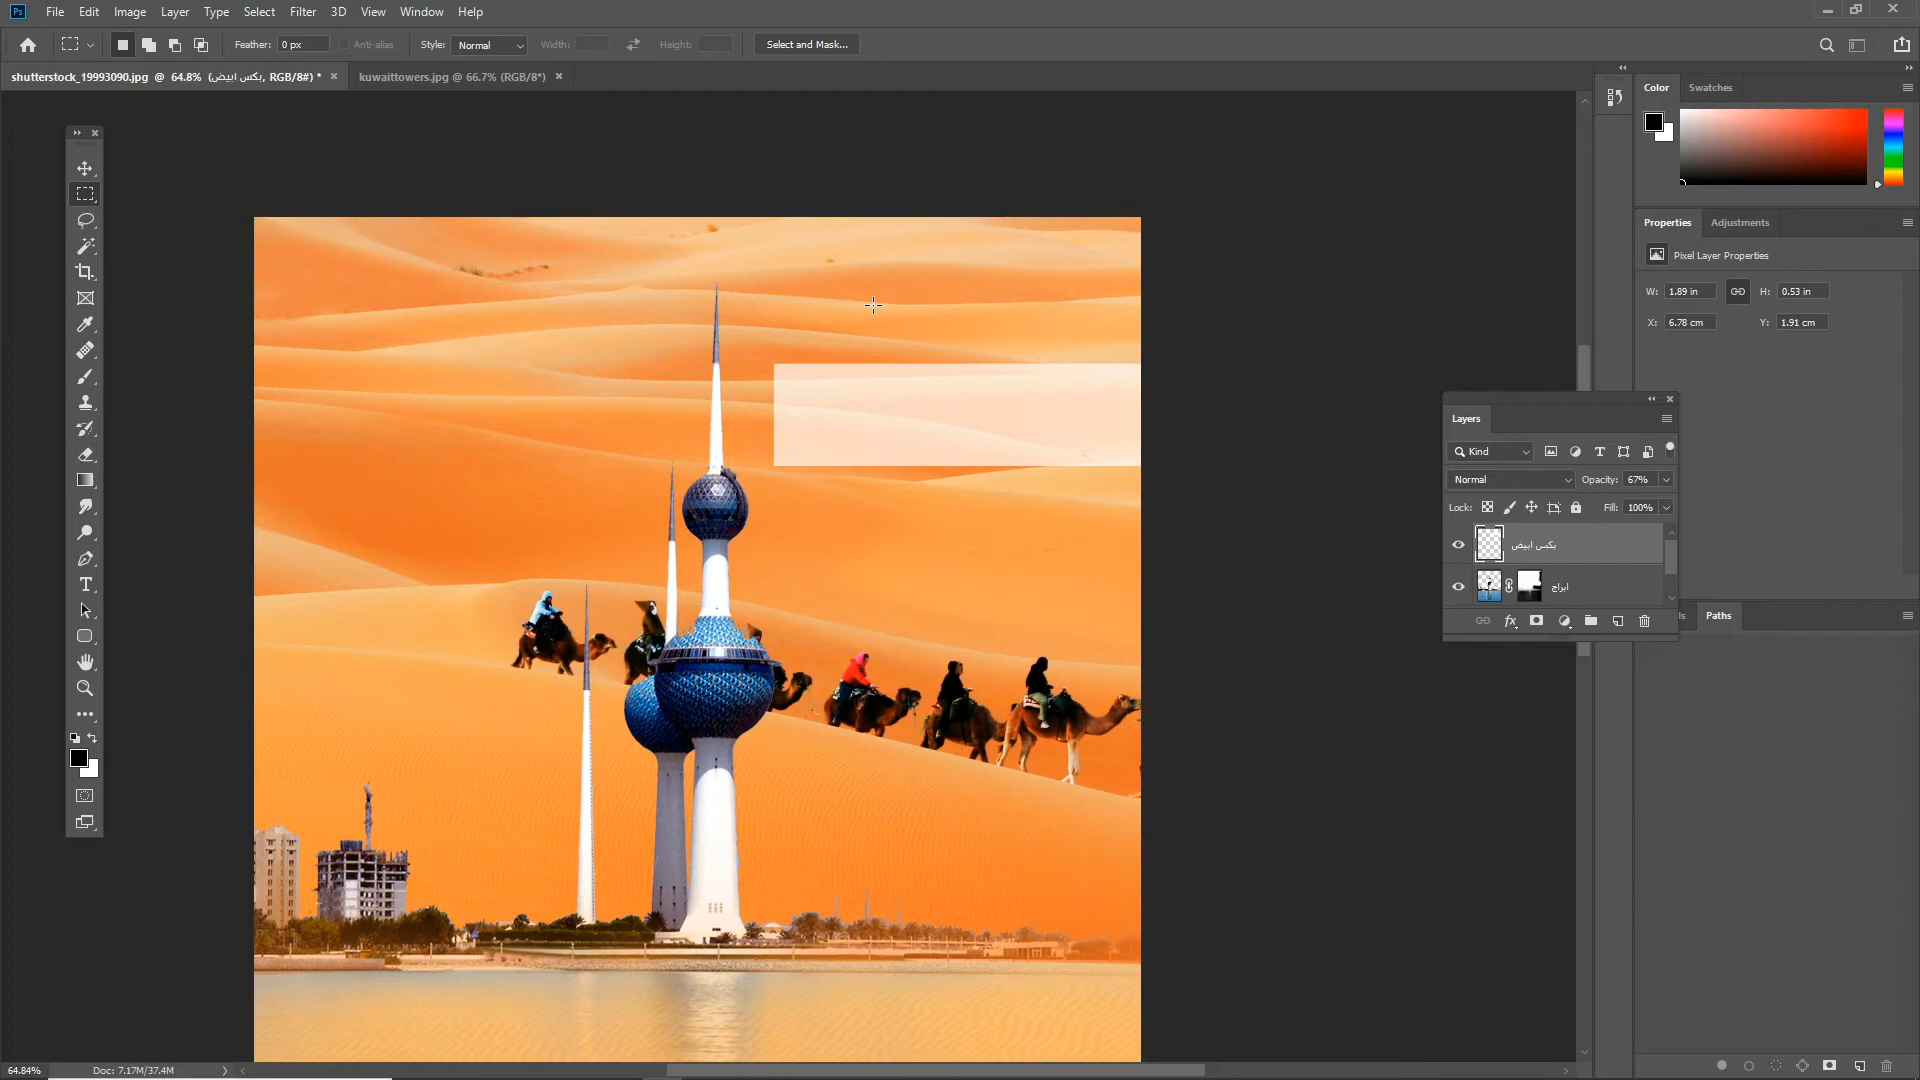 Ps File Edit Image Layer Type Select Filter 3D View Window Help
Feather: 0 px Anti-alias Style: Normal Width: Height: Select and Mask...
shutterstock_19993090.jpg @ 64.8% (بكس ابيض, RGB/8#) * kuwaittowers.jpg @ 66.7% (RGB/8*)
Color Swatches
Properties Adjustments
Pixel Layer Properties
W: 1.89 in H: 0.53 in
X: 6.78 cm Y: 1.91 cm
Layers
Kind
Normal Opacity: 67%
Lock: Fill: 100%
بكس ابيض
ابراج
fx
ls Paths
64.84% Doc: 7.17M/37.4M